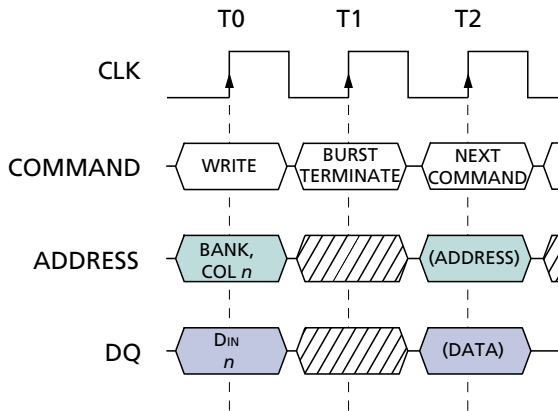 T0 T1 T2
CLK
COMMAND
WRITE
BURST
TERMINATE
NEXT
COMMAND
ADDRESS
BANK,
COL n
(ADDRESS)
DQ
DIN
n
(DATA)